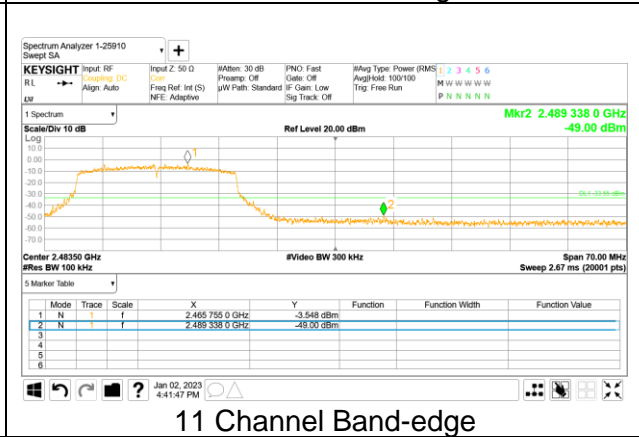 Spectrum Analyzer 1-25910
Swept SA
KEYSIGHT Input: RF Input Z: 50 Ω #Atten: 30 dB PNO: Fast #Avg Type: Power (RMS 1 2 3 4 5 6
RL Coupling: DC Corr Preamp: Off Gate: Off Avg|Hold: 100/100 M W W W W W
Align: Auto Freq Ref: Int (S) µW Path: Standard IF Gain: Low Trig: Free Run
NFE: Adaptive Sig Track: Off P N N N N N
1 Spectrum
Mkr2 2.489 338 0 GHz
Scale/Div 10 dB Ref Level 20.00 dBm -49.00 dBm
Log
10.0
0.00
-10.0
-20.0
-30.0
-40.0
-50.0
-60.0
-70.0
1
2
Center 2.48350 GHz #Video BW 300 kHz Span 70.00 MHz
#Res BW 100 kHz Sweep 2.67 ms (20001 pts)
5 Marker Table
Mode Trace Scale X Y Function Function Width Function Value
1 N 1 f 2.465 755 0 GHz -3.548 dBm
2 N 1 f 2.489 338 0 GHz -49.00 dBm
3
4
5
6
? Jan 02, 2023
4:41:47 PM
11 Channel Band-edge